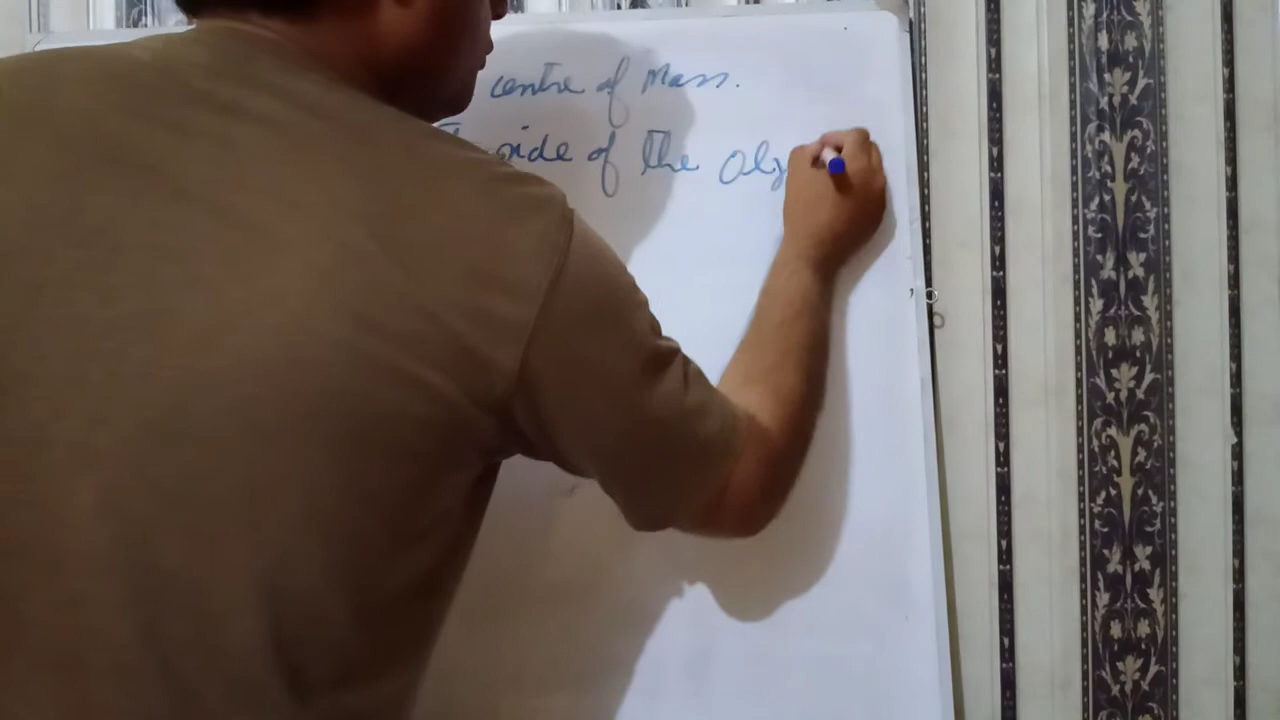 centre of Mass.
side of the